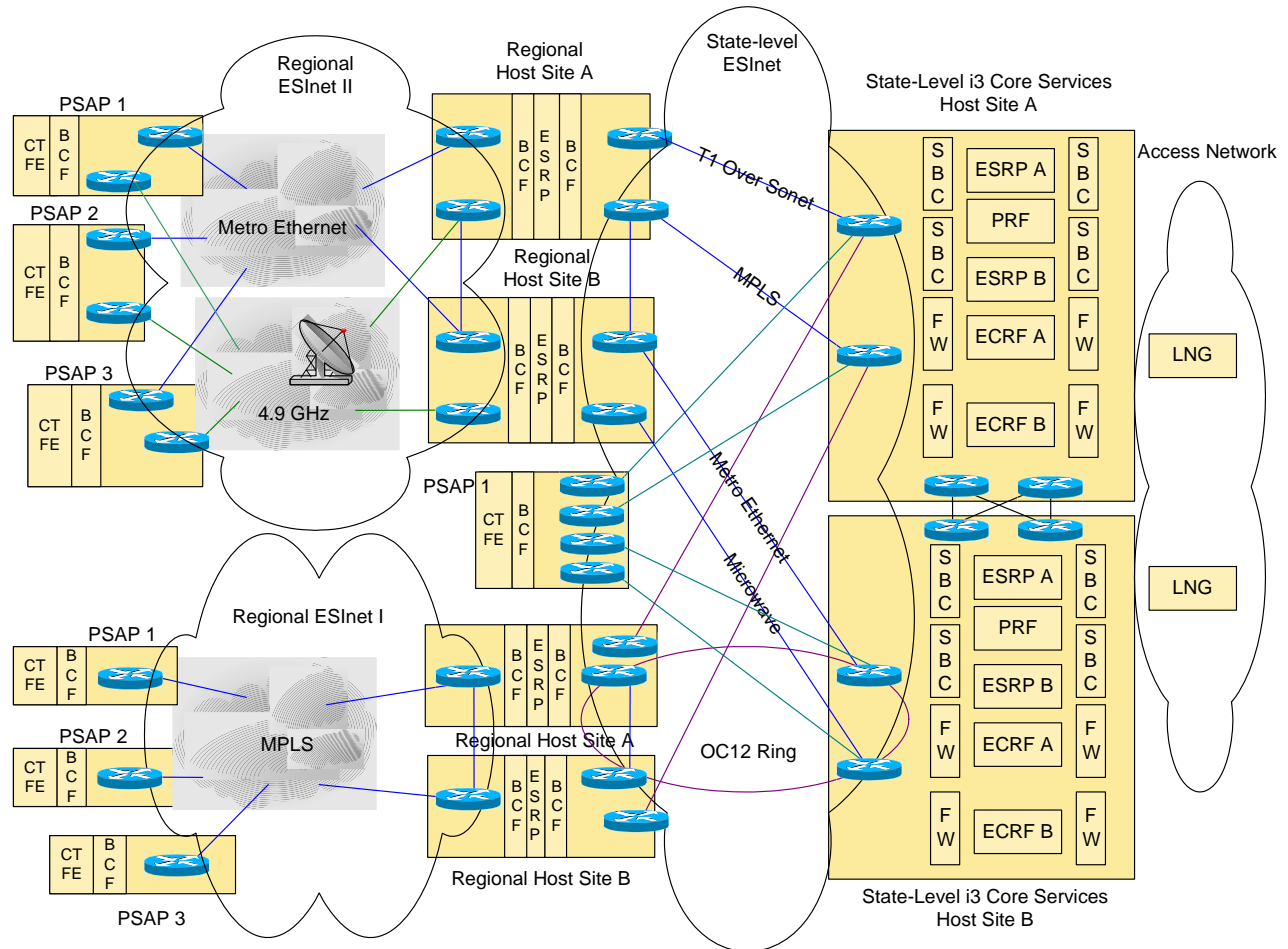 Regional
ESInet II
Regional
Host Site A
State-level
ESInet
State-Level i3 Core Services
Host Site A
Access Network
PSAP 1
CT
FE
B
C
F
PSAP 2
CT
FE
B
C
F
PSAP 3
CT
FE
B
C
F
Metro Ethernet
4.9 GHz
B
C
F
E
S
R
P
B
C
F
Regional
Host Site B
B
C
F
E
S
R
P
B
C
F
T1 Over Sonet
MPLS
Metro Ethernet
Microwave
PSAP 1
CT
FE
B
C
F
S
B
C
S
B
C
F
W
F
W
ESRP A
PRF
ESRP B
ECRF A
ECRF B
S
B
C
S
B
C
F
W
F
W
LNG
LNG
Regional ESInet I
PSAP 1
CT
FE
B
C
F
PSAP 2
CT
FE
B
C
F
CT
FE
B
C
F
PSAP 3
MPLS
B
C
F
E
S
R
P
B
C
F
Regional Host Site A
B
C
F
E
S
R
P
B
C
F
Regional Host Site B
OC12 Ring
S
B
C
S
B
C
F
W
F
W
ESRP A
PRF
ESRP B
ECRF A
ECRF B
S
B
C
S
B
C
F
W
F
W
State-Level i3 Core Services
Host Site B